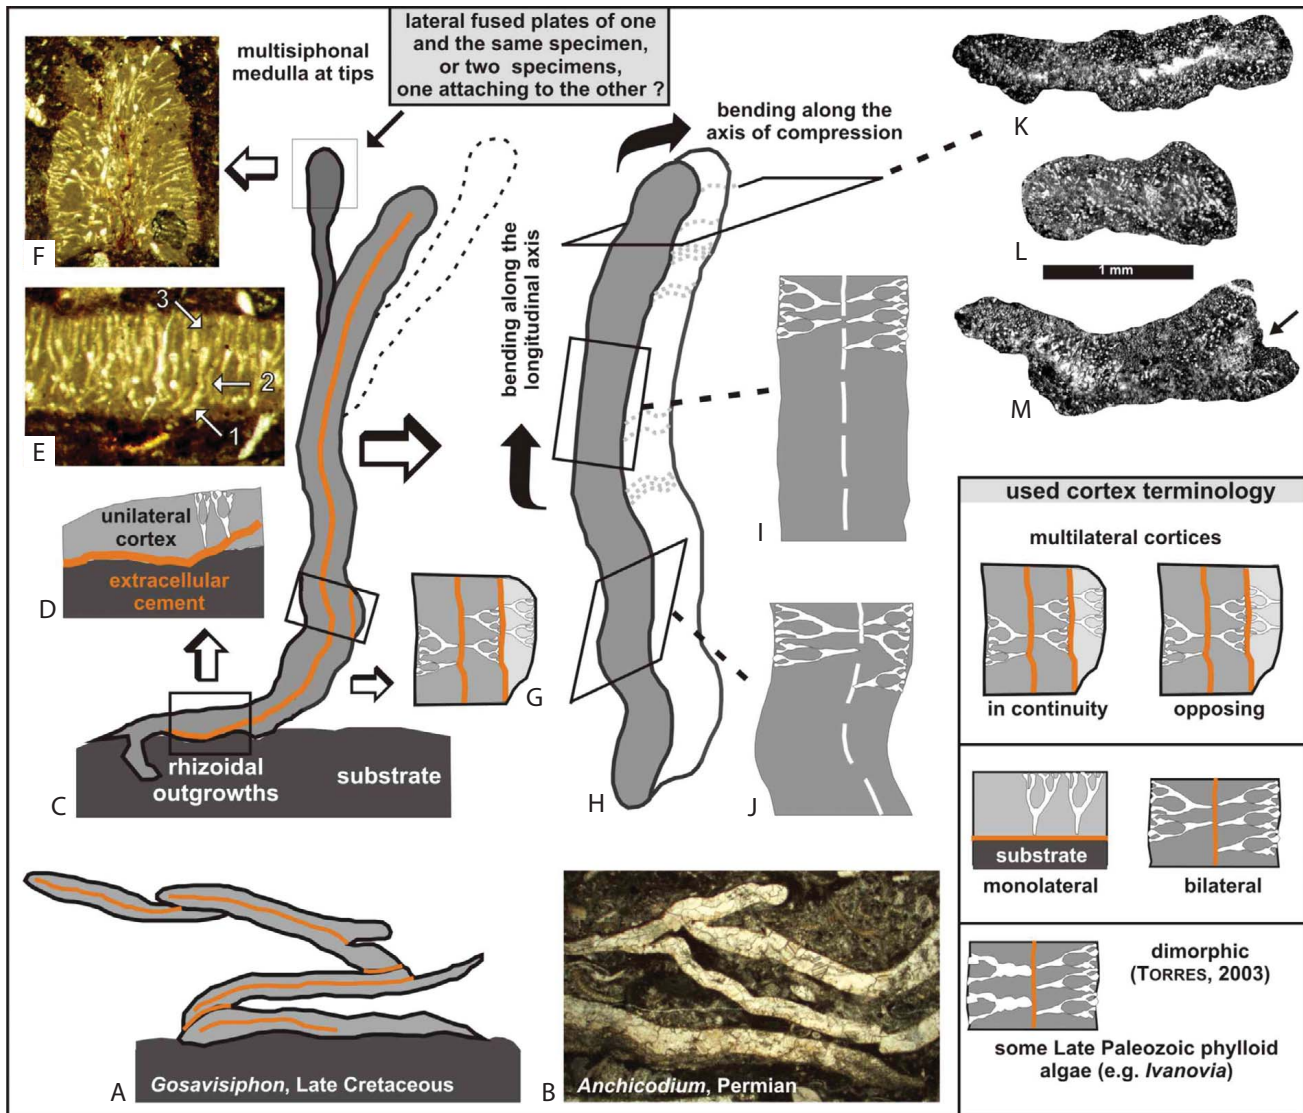 lateral fused plates of one
and the same specimen,
or two specimens,
one attaching to the other ?
multisiphonal
medulla at tips
F
bending along the
axis of compression
K
L
1 mm
M
3
2
1
E
bending along the
longitudinal axis
I
unilateral
cortex
extracellular
cement
D
G
rhizoidal
outgrowths
substrate
C
H
J
used cortex terminology
multilateral cortices
in continuity
opposing
substrate
monolateral
bilateral
dimorphic
(TORRES, 2003)
some Late Paleozoic phylloid
algae (e.g. Ivanovia)
A
Gosavisiphon, Late Cretaceous
B
Anchicodium, Permian